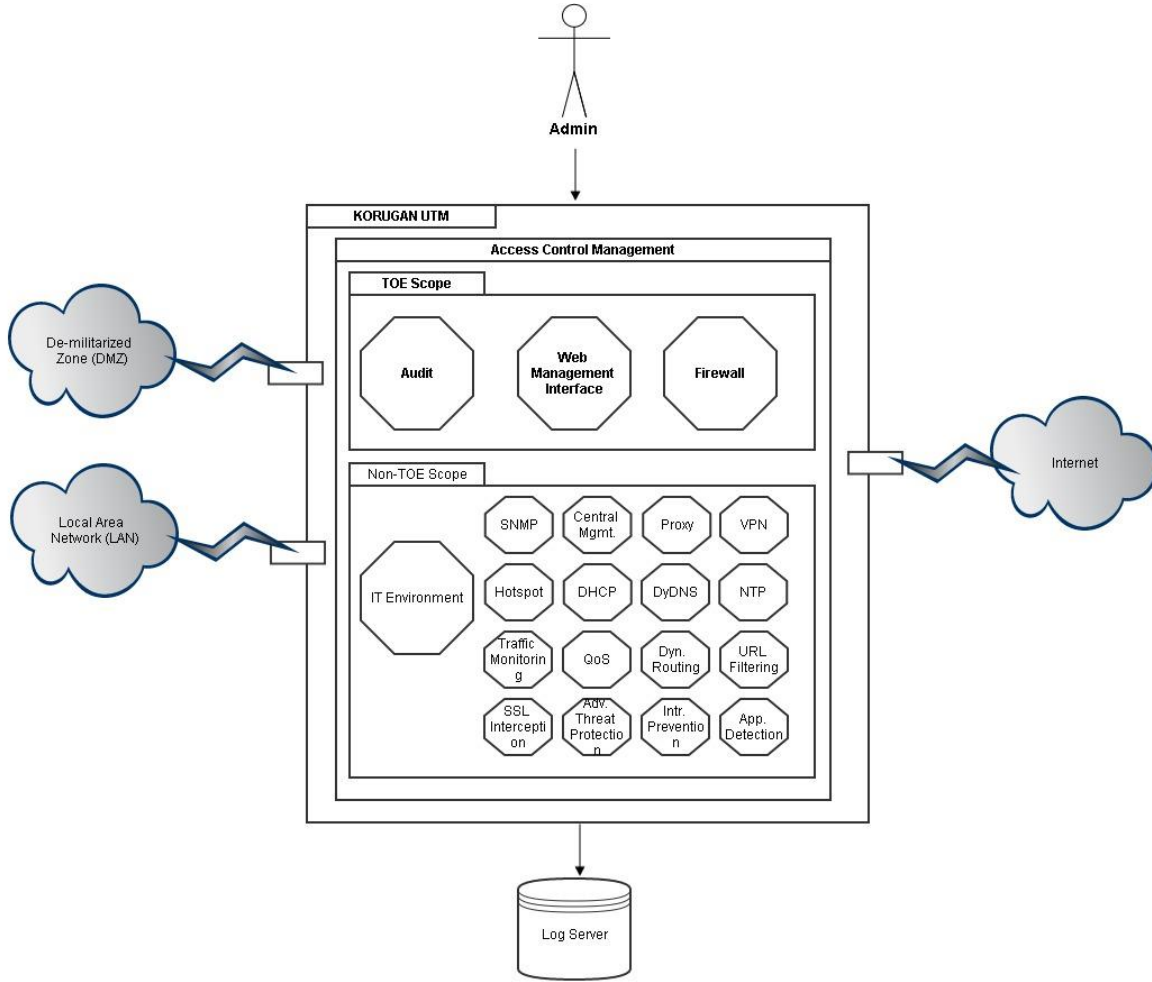 Admin
KORUGAN UTM
Access Control Management
TOE Scope
Audit
Web
Management
Interface
Firewall
De-militarized
Zone (DMZ)
Local Area
Network (LAN)
Internet
Non-TOE Scope
IT Environment
SNMP
Central
Mgmt.
Proxy
VPN
Hotspot
DHCP
DyDNS
NTP
Traffic
Monitorin
g
QoS
Dyn.
Routing
URL
Filtering
SSL
Intercepti
on
Adv.
Threat
Protectio
n
Intr.
Preventio
n
App.
Detection
Log Server